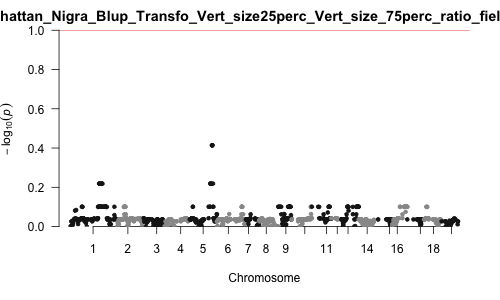 hattan_Nigra_Blup_Transfo_Vert_size25perc_Vert_size_75perc_ratio_fiel
1.0
0.8
0.6
0.4
0.2
0.0
− log₁₀(p)
1 2 3 4 5 6 7 8 9 11 14 16 18
Chromosome